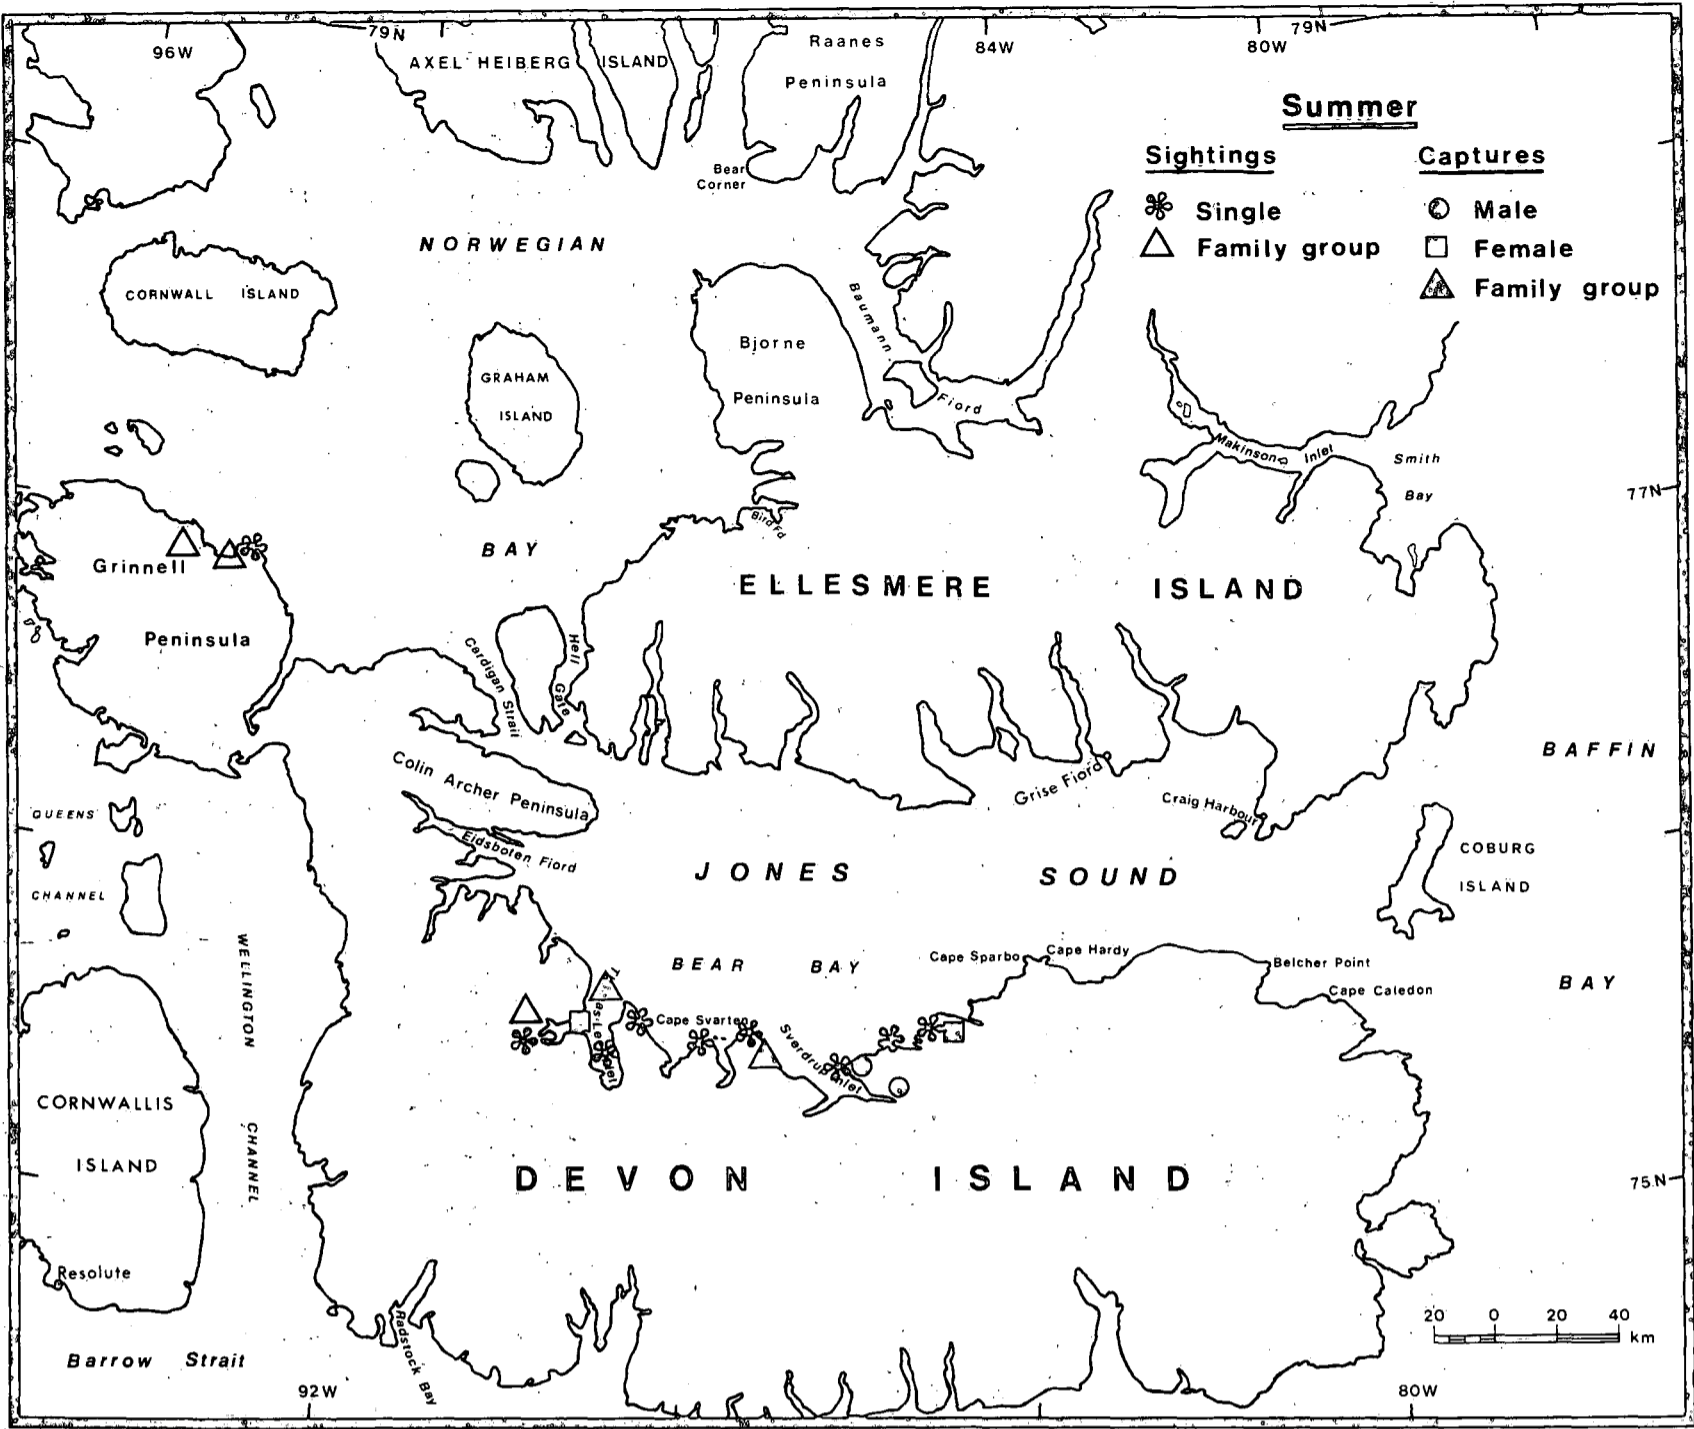 96W
79N
84W
80W
79N
AXEL HEIBERG ISLAND
Raanes
Peninsula
Summer
Sightings
Captures
Single
Male
Family group
Female
Family group
Bear
Corner
NORWEGIAN
CORNWALL ISLAND
GRAHAM
ISLAND
Bjorne
Peninsula
Baumann
Fiord
Makinson Inlet
Smith
Bay
77N
Bird Fd
BAY
Grinnell
Peninsula
ELLESMERE ISLAND
Cardigan Strait
Hell Gate
Colin Archer Peninsula
Grise Fiord
Craig Harbour
BAFFIN
QUEENS
CHANNEL
Eidsboten Fiord
JONES SOUND
COBURG
ISLAND
WELLINGTON
CHANNEL
BEAR BAY
Cape Sparbo
Cape Hardy
Belcher Point
Cape Caledon
BAY
Cape Svarten
Sverdrup Inlet
CORNWALLIS
ISLAND
DEVON ISLAND
75N
Resolute
Radstock Bay
Barrow Strait
92W
80W
20 0 20 40
km